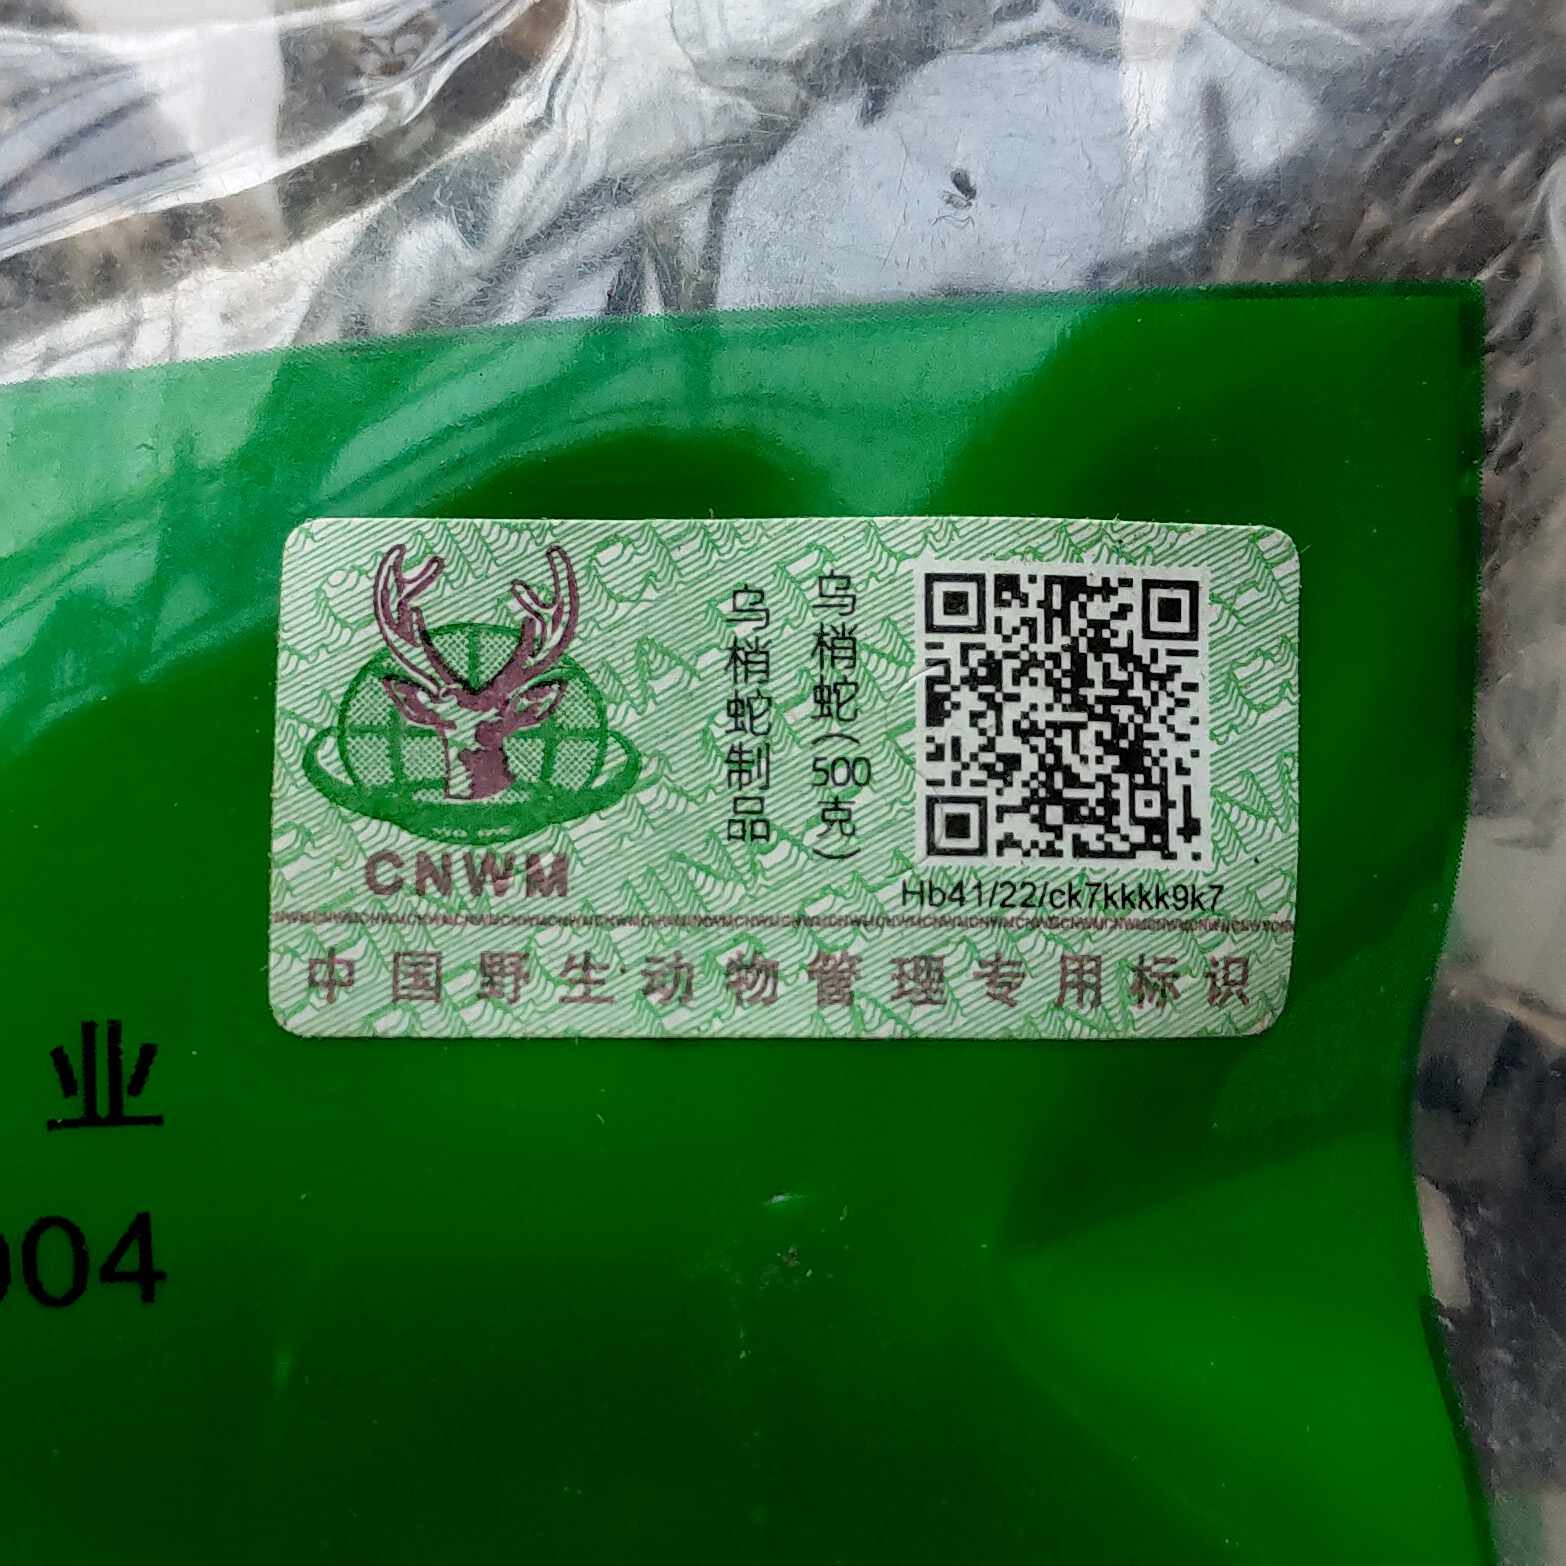 乌梢蛇(500克)
乌梢蛇制品
CNWM
Hb41/22/ck7kkkk9k7
中国野生动物管理专用标识
业
004